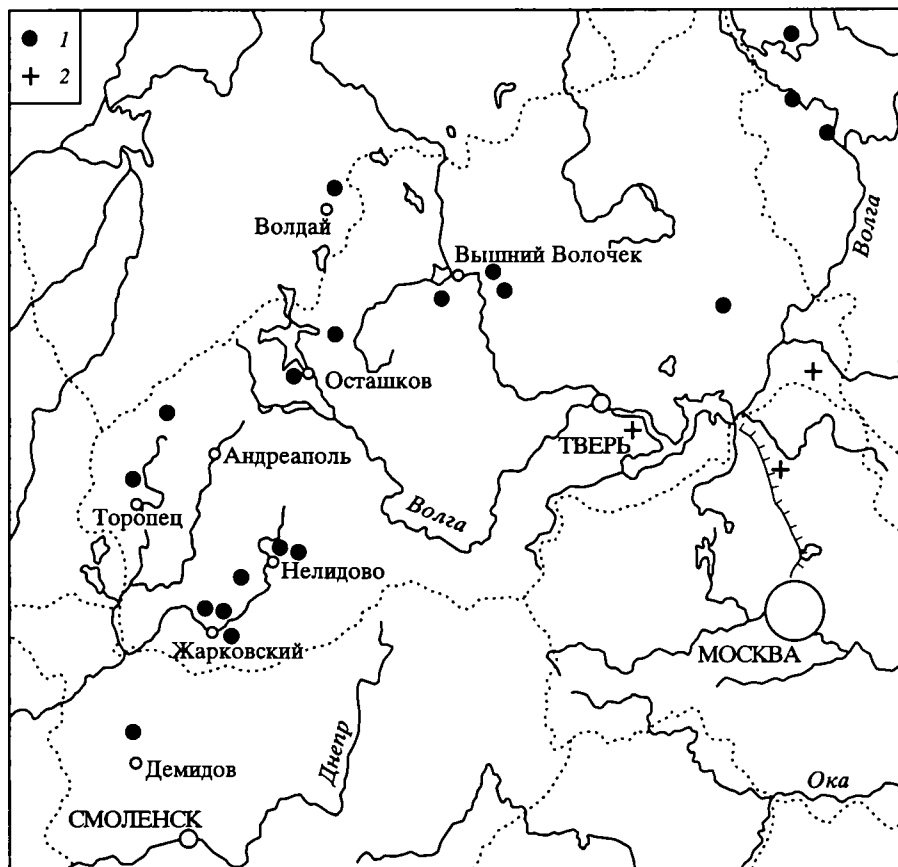 1
2
Волга
Волдай
Вышний Волочек
Осташков
ТВЕРЬ
Андреаполь
Торопец
Волга
Нелидово
Жарковский
МОСКВА
Днепр
Демидов
Ока
СМОЛЕНСК